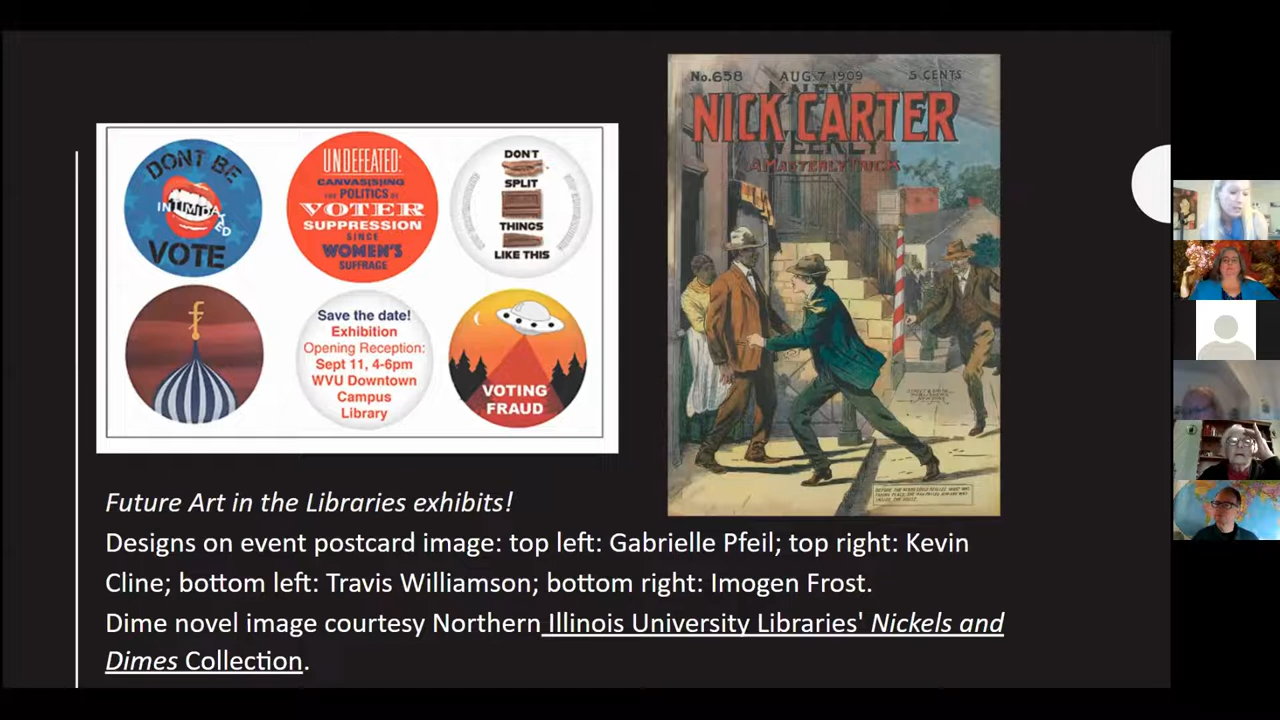 DONT BE
INTIMIDATED
VOTE
UNDEFEATED:
CANVAS(S)ING
THE POLITICS OF
VOTER
SUPPRESSION
SINCE
WOMEN'S
SUFFRAGE
DON'T
SPLIT
THINGS
LIKE THIS
Save the date!
Exhibition
Opening Reception:
Sept 11, 4-6pm
WVU Downtown
Campus
Library
VOTING
FRAUD
No.658 AUG. 7 1909 5 CENTS
NEW
NICK CARTER
WEEKLY
A MASTERLY TRICK
Future Art in the Libraries exhibits!
Designs on event postcard image: top left: Gabrielle Pfeil; top right: Kevin
Cline; bottom left: Travis Williamson; bottom right: Imogen Frost.
Dime novel image courtesy Northern Illinois University Libraries' Nickels and
Dimes Collection.